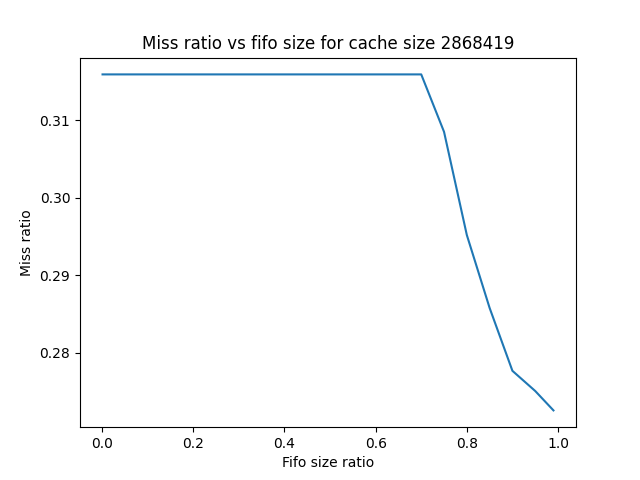 Miss ratio vs fifo size for cache size 2868419
0.31
0.30
0.29
0.28
Miss ratio
0.0 0.2 0.4 0.6 0.8 1.0
Fifo size ratio